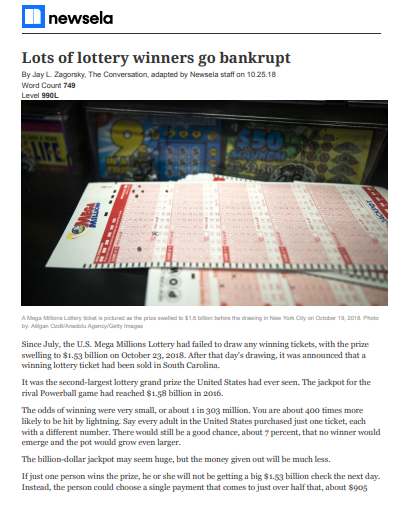 newsela
Lots of lottery winners go bankrupt
By Jay L. Zagorsky, The Conversation, adapted by Newsela staff on 10.25.18
Word Count 749
Level 990L
LIFE
$50
MEGA
MILLIONS
POW
A Mega Millions Lottery ticket is pictured as the prize swelled to $1.6 billion before the drawing in New York City on October 19, 2018. Photo
by: Atilgan Ozdil/Anadolu Agency/Getty Images
Since July, the U.S. Mega Millions Lottery had failed to draw any winning tickets, with the prize
swelling to $1.53 billion on October 23, 2018. After that day's drawing, it was announced that a
winning lottery ticket had been sold in South Carolina.
It was the second-largest lottery grand prize the United States had ever seen. The jackpot for the
rival Powerball game had reached $1.58 billion in 2016.
The odds of winning were very small, or about 1 in 303 million. You are about 400 times more
likely to be hit by lightning. Say every adult in the United States purchased just one ticket, each
with a different number. There would still be a good chance, about 7 percent, that no winner would
emerge and the pot would grow even larger.
The billion-dollar jackpot may seem huge, but the money given out will be much less.
If just one person wins the prize, he or she will not be getting a big $1.53 billion check the next day.
Instead, the person could choose a single payment that comes to just over half that, about $905